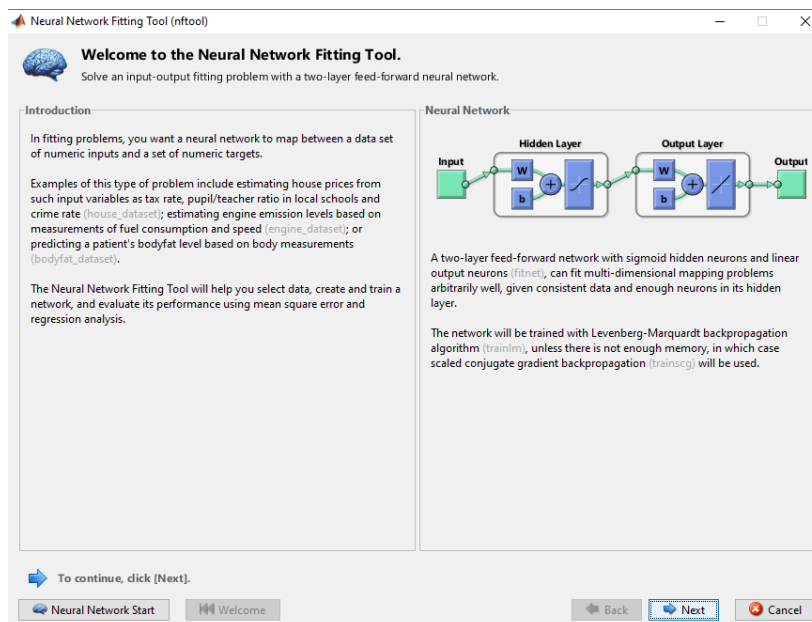 Neural Network Fitting Tool (nftool)
Welcome to the Neural Network Fitting Tool.
Solve an input-output fitting problem with a two-layer feed-forward neural network.
Introduction
In fitting problems, you want a neural network to map between a data set
of numeric inputs and a set of numeric targets.
Examples of this type of problem include estimating house prices from
such input variables as tax rate, pupil/teacher ratio in local schools and
crime rate (house_dataset); estimating engine emission levels based on
measurements of fuel consumption and speed (engine_dataset); or
predicting a patient's bodyfat level based on body measurements
(bodyfat_dataset).
The Neural Network Fitting Tool will help you select data, create and train a
network, and evaluate its performance using mean square error and
regression analysis.
Neural Network
Hidden Layer
Output Layer
Input
Output
W
b
W
b
A two-layer feed-forward network with sigmoid hidden neurons and linear
output neurons (fitnet), can fit multi-dimensional mapping problems
arbitrarily well, given consistent data and enough neurons in its hidden
layer.
The network will be trained with Levenberg-Marquardt backpropagation
algorithm (trainlm), unless there is not enough memory, in which case
scaled conjugate gradient backpropagation (trainscg) will be used.
To continue, click [Next].
Neural Network Start
Welcome
Back
Next
Cancel